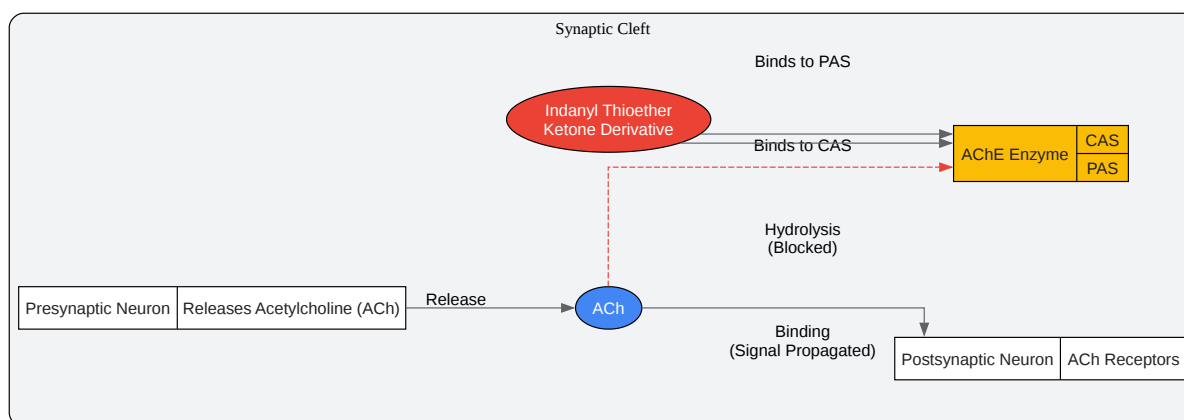 Synaptic Cleft
Binds to PAS
Indanyl Thioether
Ketone Derivative
Binds to CAS
AChE Enzyme
CAS
PAS
Hydrolysis
(Blocked)
Presynaptic Neuron
Releases Acetylcholine (ACh)
Release
ACh
Binding
(Signal Propagated)
Postsynaptic Neuron
ACh Receptors